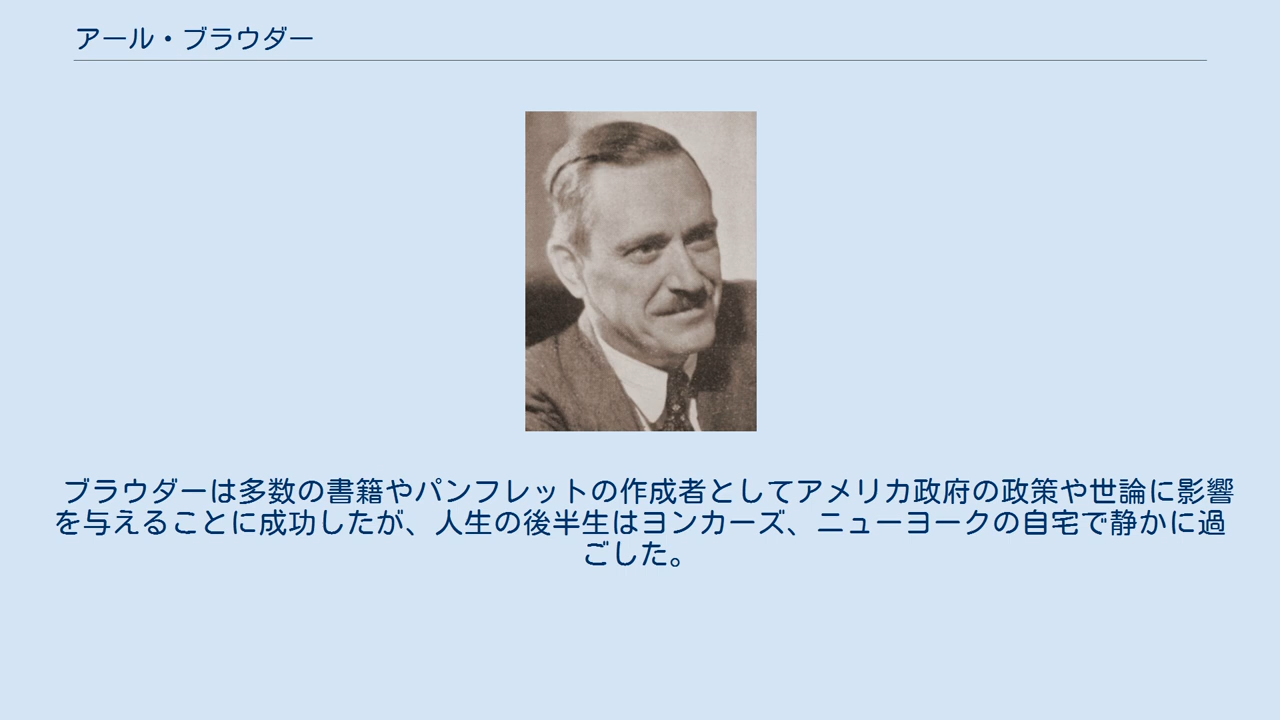 アール・ブラウダー
ブラウダーは多数の書籍やパンフレットの作成者としてアメリカ政府の政策や世論に影響
を与えることに成功したが、人生の後半生はヨンカーズ、ニューヨークの自宅で静かに過
ごした。